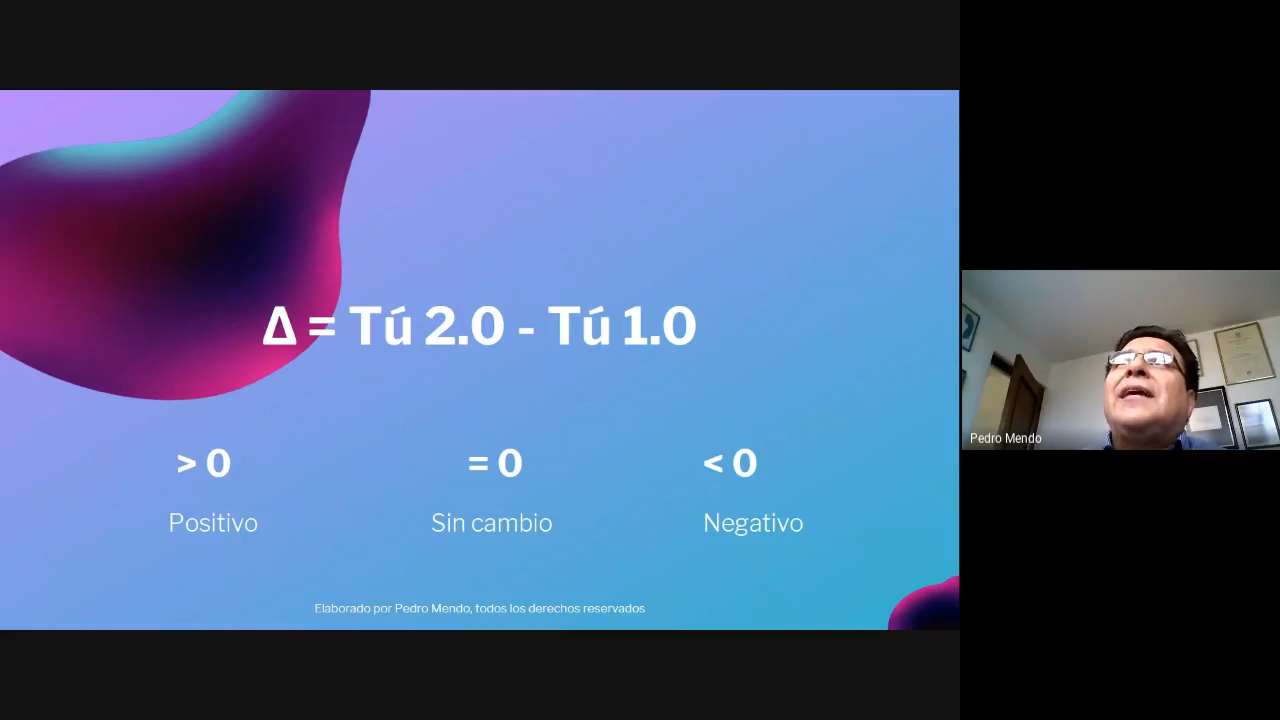 Δ = Tú 2.0 - Tú 1.0
> 0 = 0 < 0
Positivo Sin cambio Negativo
Elaborado por Pedro Mendo, todos los derechos reservados
Pedro Mendo